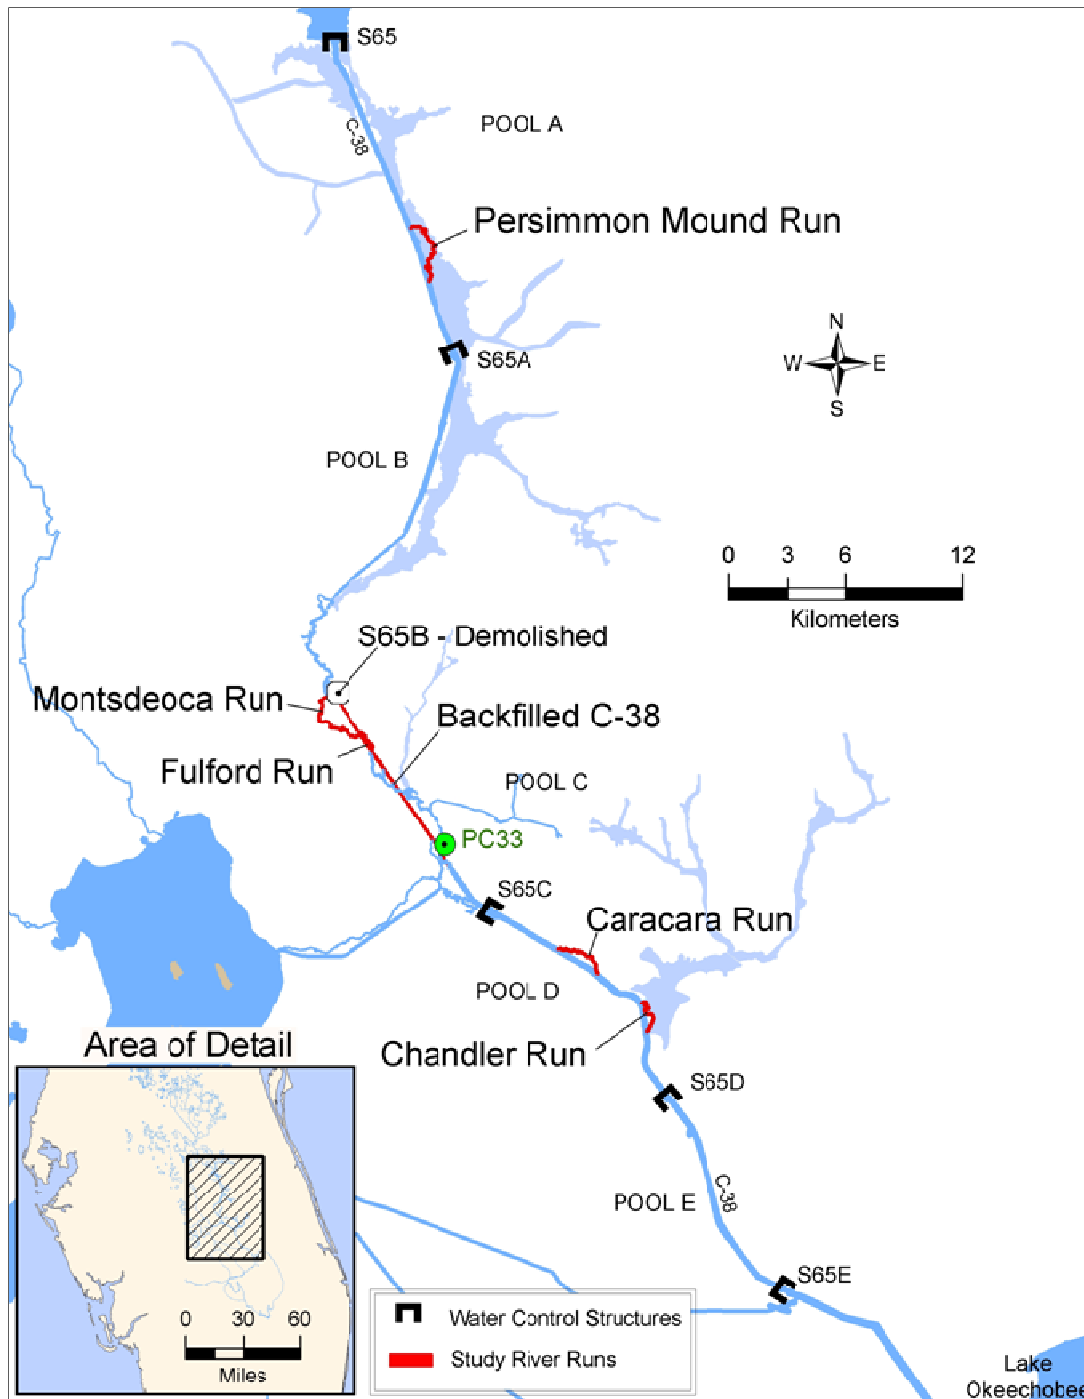 S65
POOL A
C-38
Persimmon Mound Run
N
W E
S
S65A
POOL B
0 3 6 12
Kilometers
S65B - Demolished
Montsdeoca Run
Backfilled C-38
Fulford Run
POOL C
PC33
S65C
Caracara Run
POOL D
Chandler Run
Area of Detail
S65D
C-38
POOL E
S65E
0 30 60
Miles
Water Control Structures
Study River Runs
Lake
Okeechobee